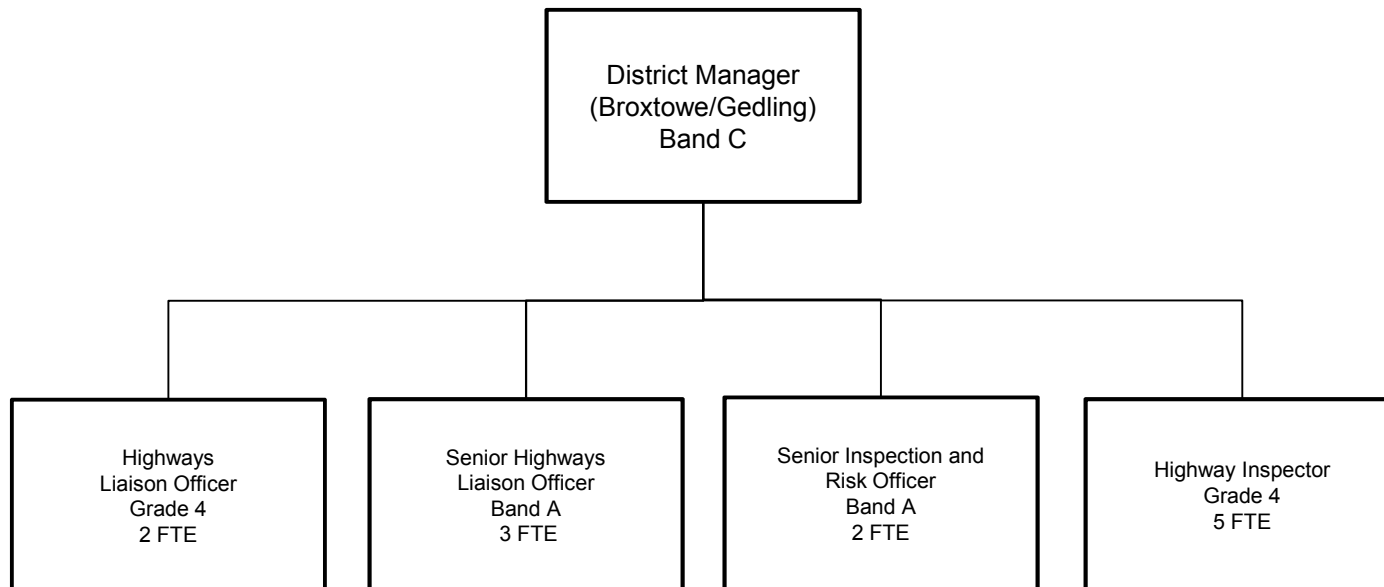 District Manager
(Broxtowe/Gedling)
Band C
Highways
Liaison Officer
Grade 4
2 FTE
Senior Highways
Liaison Officer
Band A
3 FTE
Senior Inspection and
Risk Officer
Band A
2 FTE
Highway Inspector
Grade 4
5 FTE